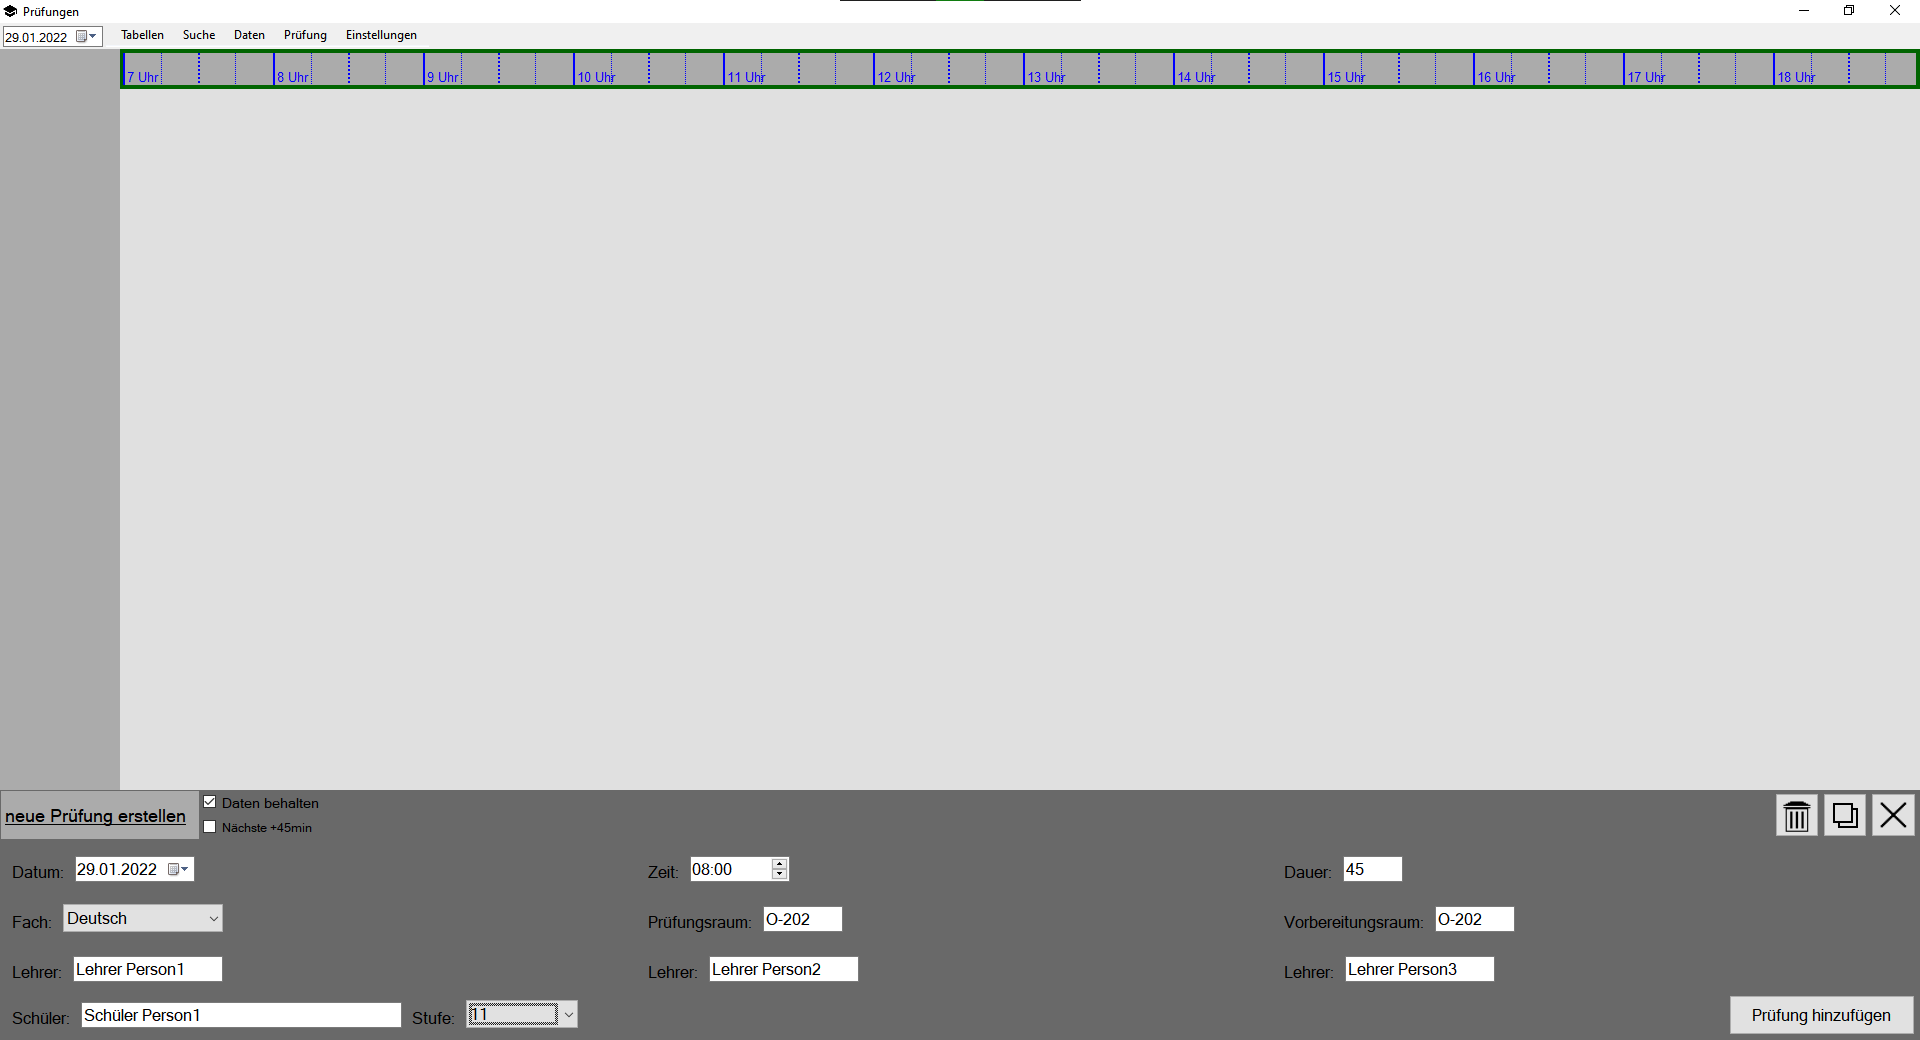 Prüfungen
29.01.2022 Tabellen Suche Daten Prüfung Einstellungen
7 Uhr 8 Uhr 9 Uhr 10 Uhr 11 Uhr 12 Uhr 13 Uhr 14 Uhr 15 Uhr 16 Uhr 17 Uhr 18 Uhr
neue Prüfung erstellen
Daten behalten
Nächste +45min
Datum: 29.01.2022 Zeit: 08:00 Dauer: 45
Fach: Deutsch Prüfungsraum: O-202 Vorbereitungsraum: O-202
Lehrer: Lehrer Person1 Lehrer: Lehrer Person2 Lehrer: Lehrer Person3
Schüler: Schüler Person1 Stufe: 11 Prüfung hinzufügen